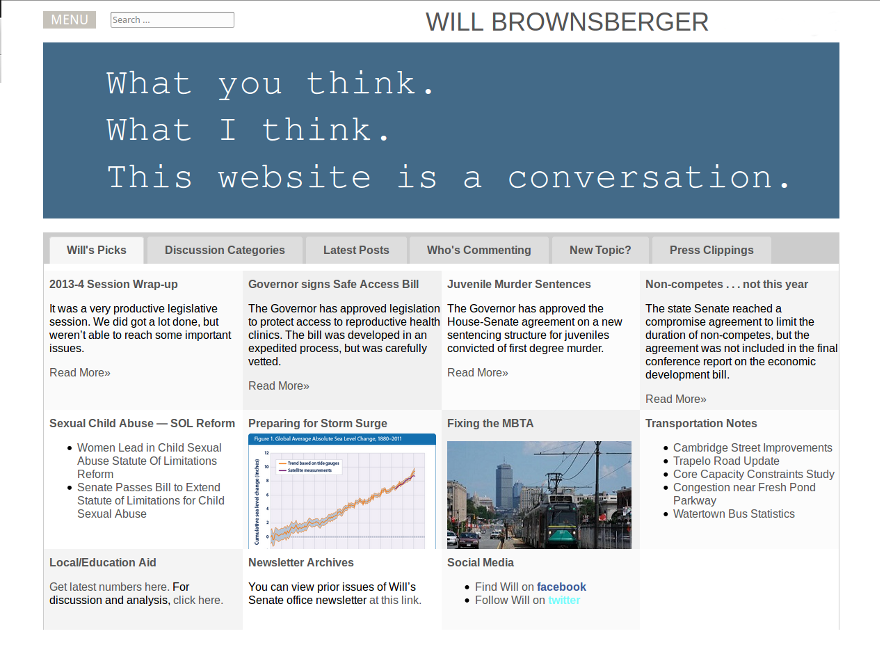 MENU
Search ...
WILL BROWNSBERGER
What you think.
What I think.
This website is a conversation.
Will's Picks
Discussion Categories
Latest Posts
Who's Commenting
New Topic?
Press Clippings
2013-4 Session Wrap-up
It was a very productive legislative
session. We did got a lot done, but
weren't able to reach some important
issues.
Read More»
Governor signs Safe Access Bill
The Governor has approved legislation
to protect access to reproductive health
clinics. The bill was developed in an
expedited process, but was carefully
vetted.
Read More»
Juvenile Murder Sentences
The Governor has approved the
House-Senate agreement on a new
sentencing structure for juveniles
convicted of first degree murder.
Read More»
Non-competes . . . not this year
The state Senate reached a
compromise agreement to limit the
duration of non-competes, but the
agreement was not included in the final
conference report on the economic
development bill.
Read More»
Sexual Child Abuse — SOL Reform
Women Lead in Child Sexual
Abuse Statute Of Limitations
Reform
Senate Passes Bill to Extend
Statute of Limitations for Child
Sexual Abuse
Preparing for Storm Surge
Figure 1. Global Average Absolute Sea Level Change, 1880–2011
Cumulative sea level change (inches)
12
10
8
6
4
2
0
Trend based on tide gauges
Satellite measurements
Fixing the MBTA
Transportation Notes
Cambridge Street Improvements
Trapelo Road Update
Core Capacity Constraints Study
Congestion near Fresh Pond
Parkway
Watertown Bus Statistics
Local/Education Aid
Get latest numbers here. For
discussion and analysis, click here.
Newsletter Archives
You can view prior issues of Will's
Senate office newsletter at this link.
Social Media
Find Will on facebook
Follow Will on twitter